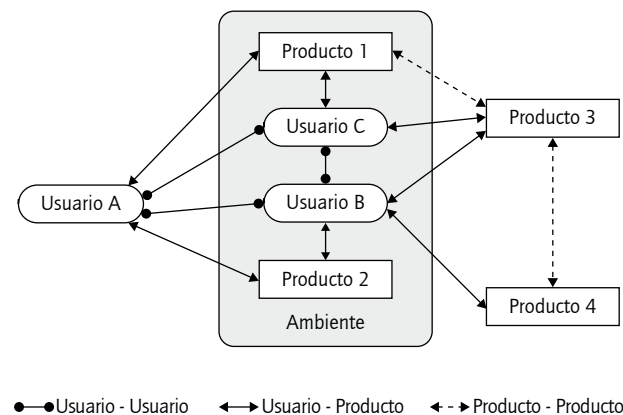 Producto 1
Usuario C
Producto 3
Usuario A
Usuario B
Producto 2
Producto 4
Ambiente
Usuario - Usuario
Usuario - Producto
Producto - Producto